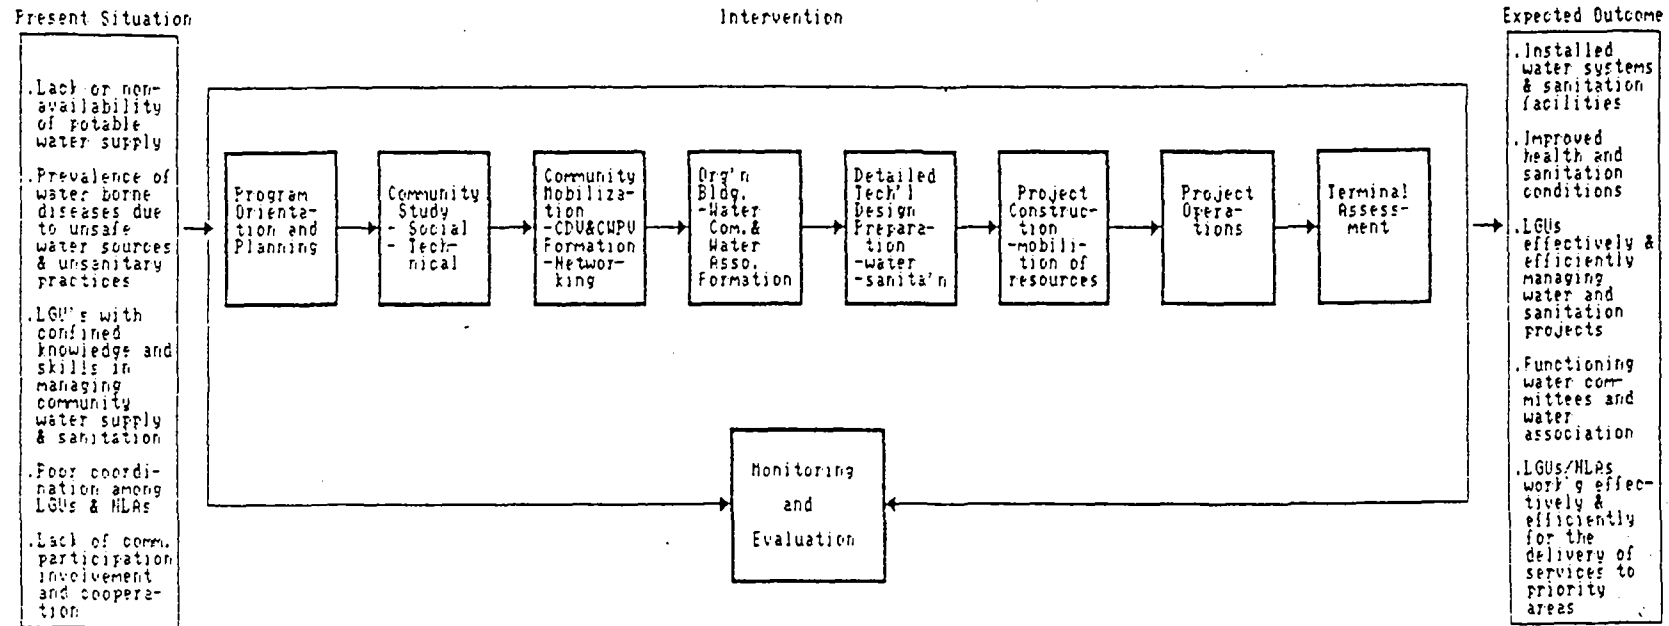 Present Situation
Intervention
Expected Outcome
.Lack or non-
availability
of potable
water supply
.Prevalence of
water borne
diseases due
to unsafe
water sources
& unsanitary
practices
.LGU's with
confined
knowledge and
skills in
managing
community
water supply
& sanitation
.Poor coordi-
nation among
LGUs & NLAs
.Lack of comm.
participation
involvement
and coopera-
tion
Program
Orienta-
tion and
Planning
Community
Study
- Social
- Tech-
nical
Community
Mobiliza-
tion
-CDV&CWPV
Formation
-Networ-
king
Org'n
Bldg.
-Water
Com.&
Water
Asso.
Formation
Detailed
Tech'l
Design
Prepara-
tion
-water
-sanita'n
Project
Construc-
tion
-mobili-
tion of
resources
Project
Opera-
tions
Terminal
Assess-
ment
Monitoring
and
Evaluation
.Installed
water systems
& sanitation
facilities
.Improved
health and
sanitation
conditions
.LGUs
effectively &
efficiently
managing
water and
sanitation
projects
.Functioning
water com-
mittees and
water
association
.LGUs/NLAs
work'g effec-
tively &
efficiently
for the
delivery of
services to
priority
areas